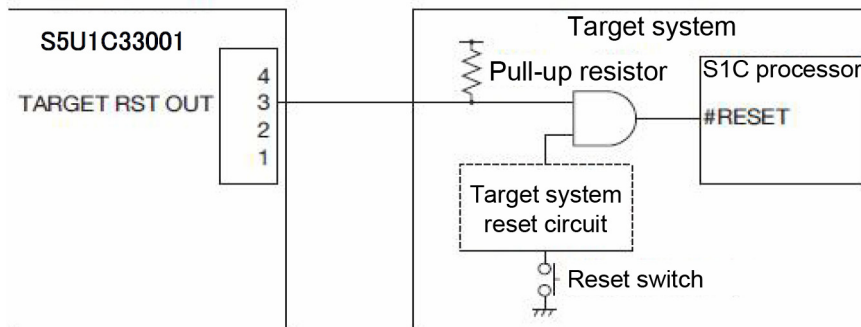 S5U1C33001
TARGET RST OUT
4
3
2
1
Target system
Pull-up resistor
S1C processor
#RESET
Target system
reset circuit
Reset switch